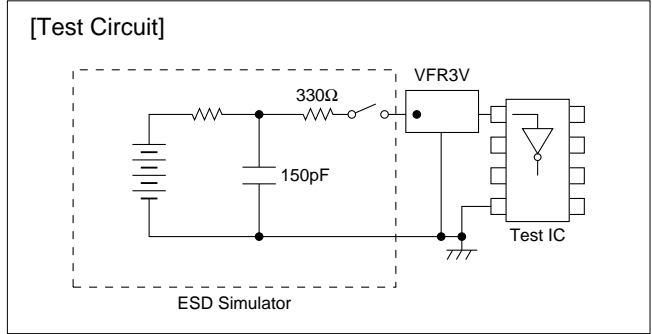 [Test Circuit]
VFR3V
330Ω
150pF
Test IC
ESD Simulator